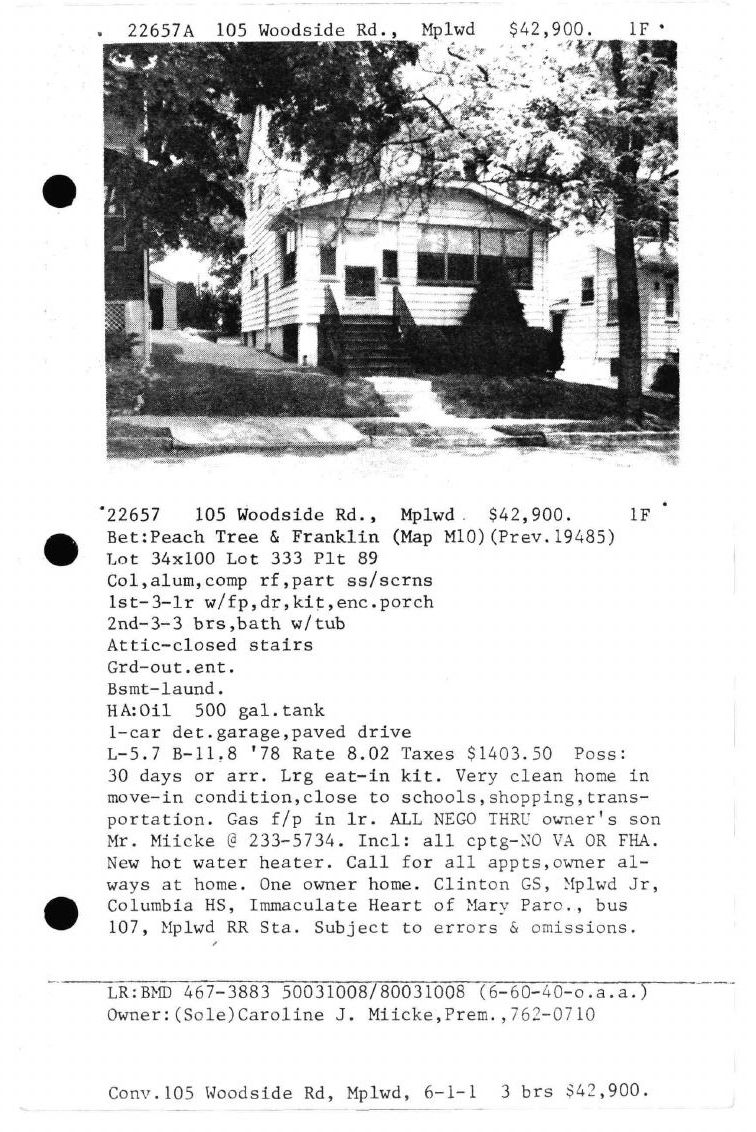 22657A 105 Woodside Rd., Mplwd $42,900. 1F
22657 105 Woodside Rd., Mplwd. $42,900. 1F
Bet:Peach Tree & Franklin (Map M10)(Prev.19485)
Lot 34x100 Lot 333 Plt 89
Col,alum,comp rf,part ss/scrns
1st-3-lr w/fp,dr,kit,enc.porch
2nd-3-3 brs,bath w/tub
Attic-closed stairs
Grd-out.ent.
Bsmt-laund.
HA:Oil 500 gal.tank
1-car det.garage,paved drive
L-5.7 B-11.8 '78 Rate 8.02 Taxes $1403.50 Poss:
30 days or arr. Lrg eat-in kit. Very clean home in
move-in condition,close to schools,shopping,trans-
portation. Gas f/p in lr. ALL NEGO THRU owner's son
Mr. Miicke @ 233-5734. Incl: all cptg-NO VA OR FHA.
New hot water heater. Call for all appts,owner al-
ways at home. One owner home. Clinton GS, Mplwd Jr,
Columbia HS, Immaculate Heart of Mary Paro., bus
107, Mplwd RR Sta. Subject to errors & omissions.
LR:BMD 467-3883 50031008/80031008 (6-60-40-o.a.a.)
Owner:(Sole)Caroline J. Miicke,Prem.,762-0710
Conv.105 Woodside Rd, Mplwd, 6-1-1 3 brs $42,900.